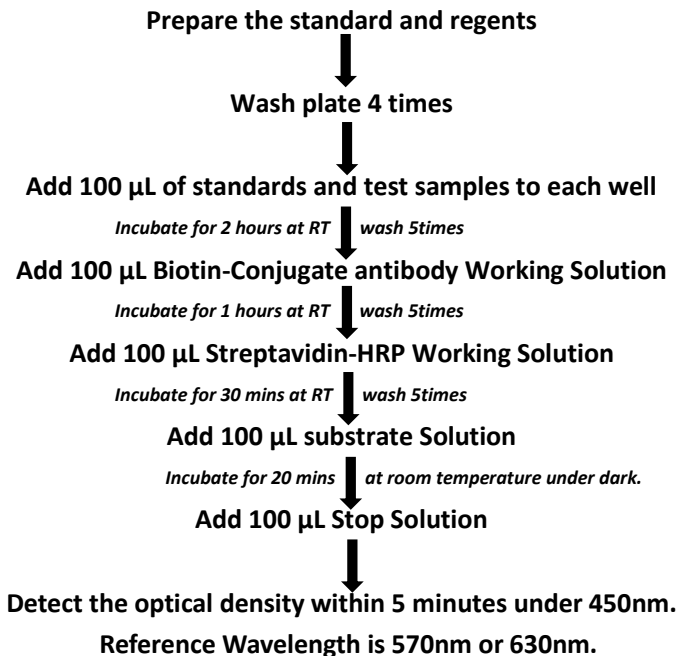 Prepare the standard and regents
Wash plate 4 times
Add 100 µL of standards and test samples to each well
Incubate for 2 hours at RT wash 5times
Add 100 µL Biotin-Conjugate antibody Working Solution
Incubate for 1 hours at RT wash 5times
Add 100 µL Streptavidin-HRP Working Solution
Incubate for 30 mins at RT wash 5times
Add 100 µL substrate Solution
Incubate for 20 mins at room temperature under dark.
Add 100 µL Stop Solution
Detect the optical density within 5 minutes under 450nm.
Reference Wavelength is 570nm or 630nm.